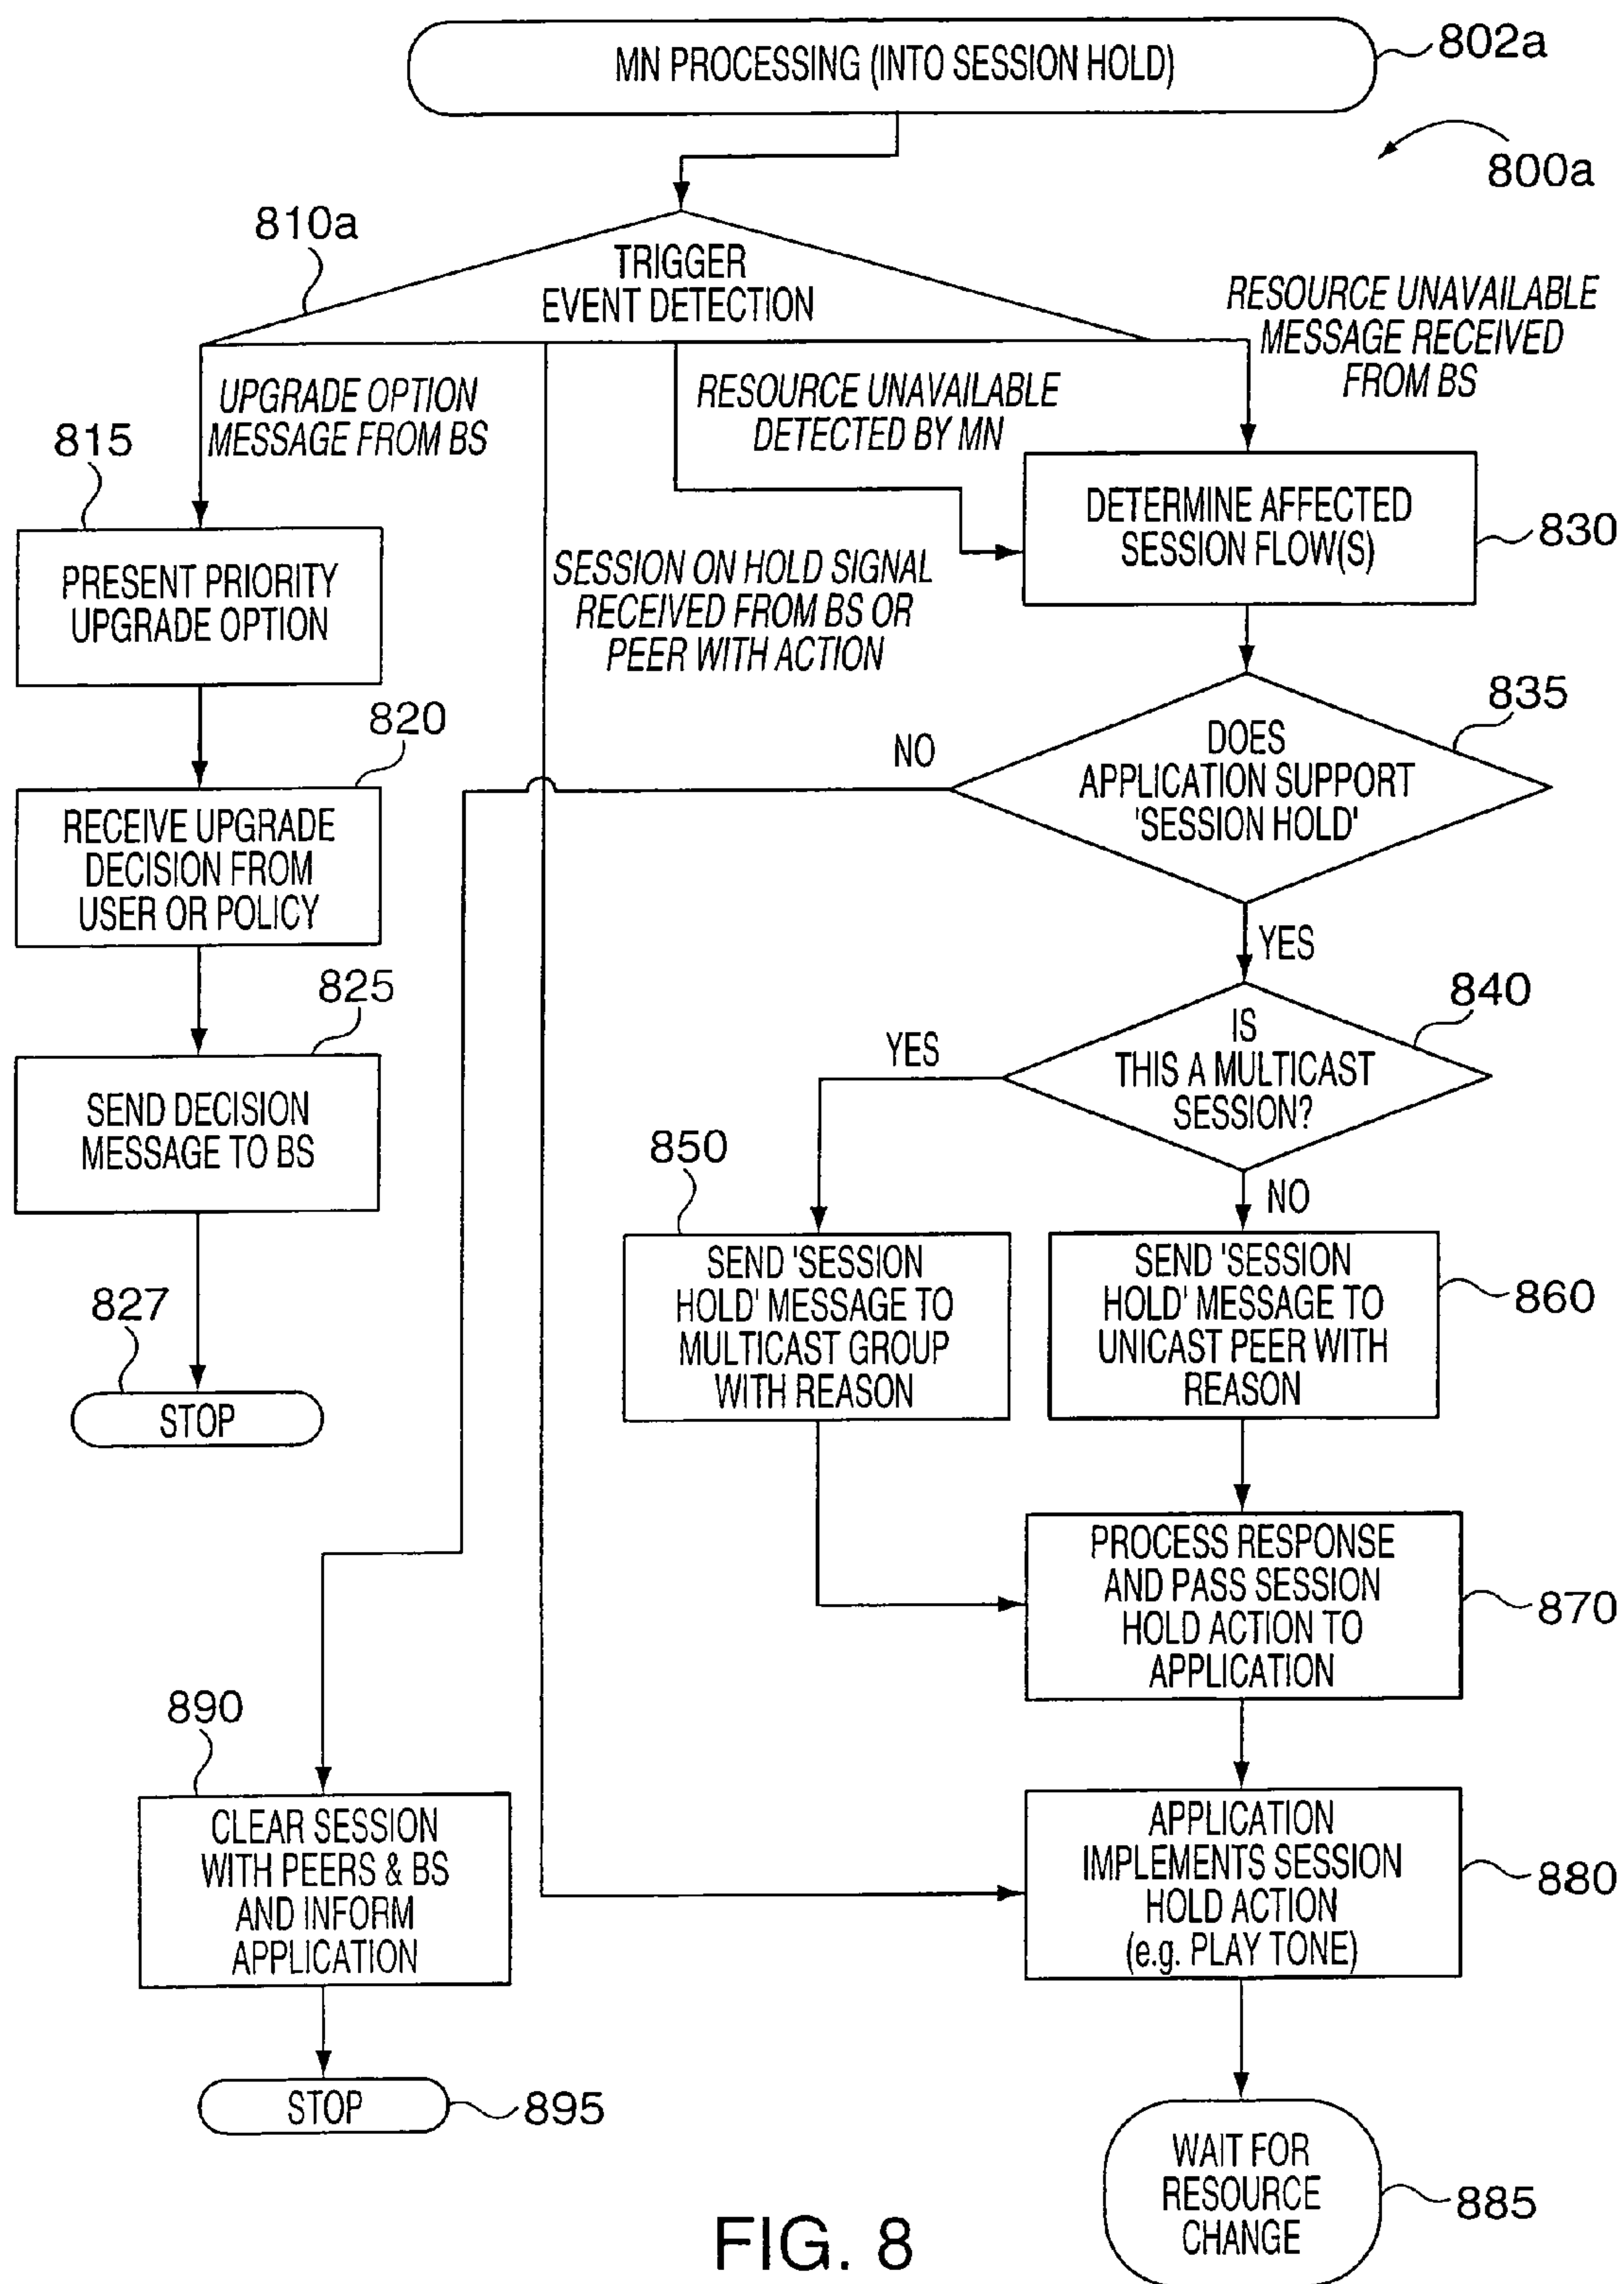 MN PROCESSING (INTO SESSION HOLD)
802a
800a
810a
TRIGGER
EVENT DETECTION
RESOURCE UNAVAILABLE
MESSAGE RECEIVED
FROM BS
UPGRADE OPTION
MESSAGE FROM BS
RESOURCE UNAVAILABLE
DETECTED BY MN
815
PRESENT PRIORITY
UPGRADE OPTION
SESSION ON HOLD SIGNAL
RECEIVED FROM BS OR
PEER WITH ACTION
DETERMINE AFFECTED
SESSION FLOW(S)
830
820
RECEIVE UPGRADE
DECISION FROM
USER OR POLICY
NO
DOES
APPLICATION SUPPORT
'SESSION HOLD'
835
YES
825
SEND DECISION
MESSAGE TO BS
YES
IS
THIS A MULTICAST
SESSION?
840
NO
827
STOP
850
SEND 'SESSION
HOLD' MESSAGE TO
MULTICAST GROUP
WITH REASON
SEND 'SESSION
HOLD' MESSAGE TO
UNICAST PEER WITH
REASON
860
PROCESS RESPONSE
AND PASS SESSION
HOLD ACTION TO
APPLICATION
870
890
CLEAR SESSION
WITH PEERS & BS
AND INFORM
APPLICATION
APPLICATION
IMPLEMENTS SESSION
HOLD ACTION
(e.g. PLAY TONE)
880
STOP
895
WAIT FOR
RESOURCE
CHANGE
885
FIG. 8